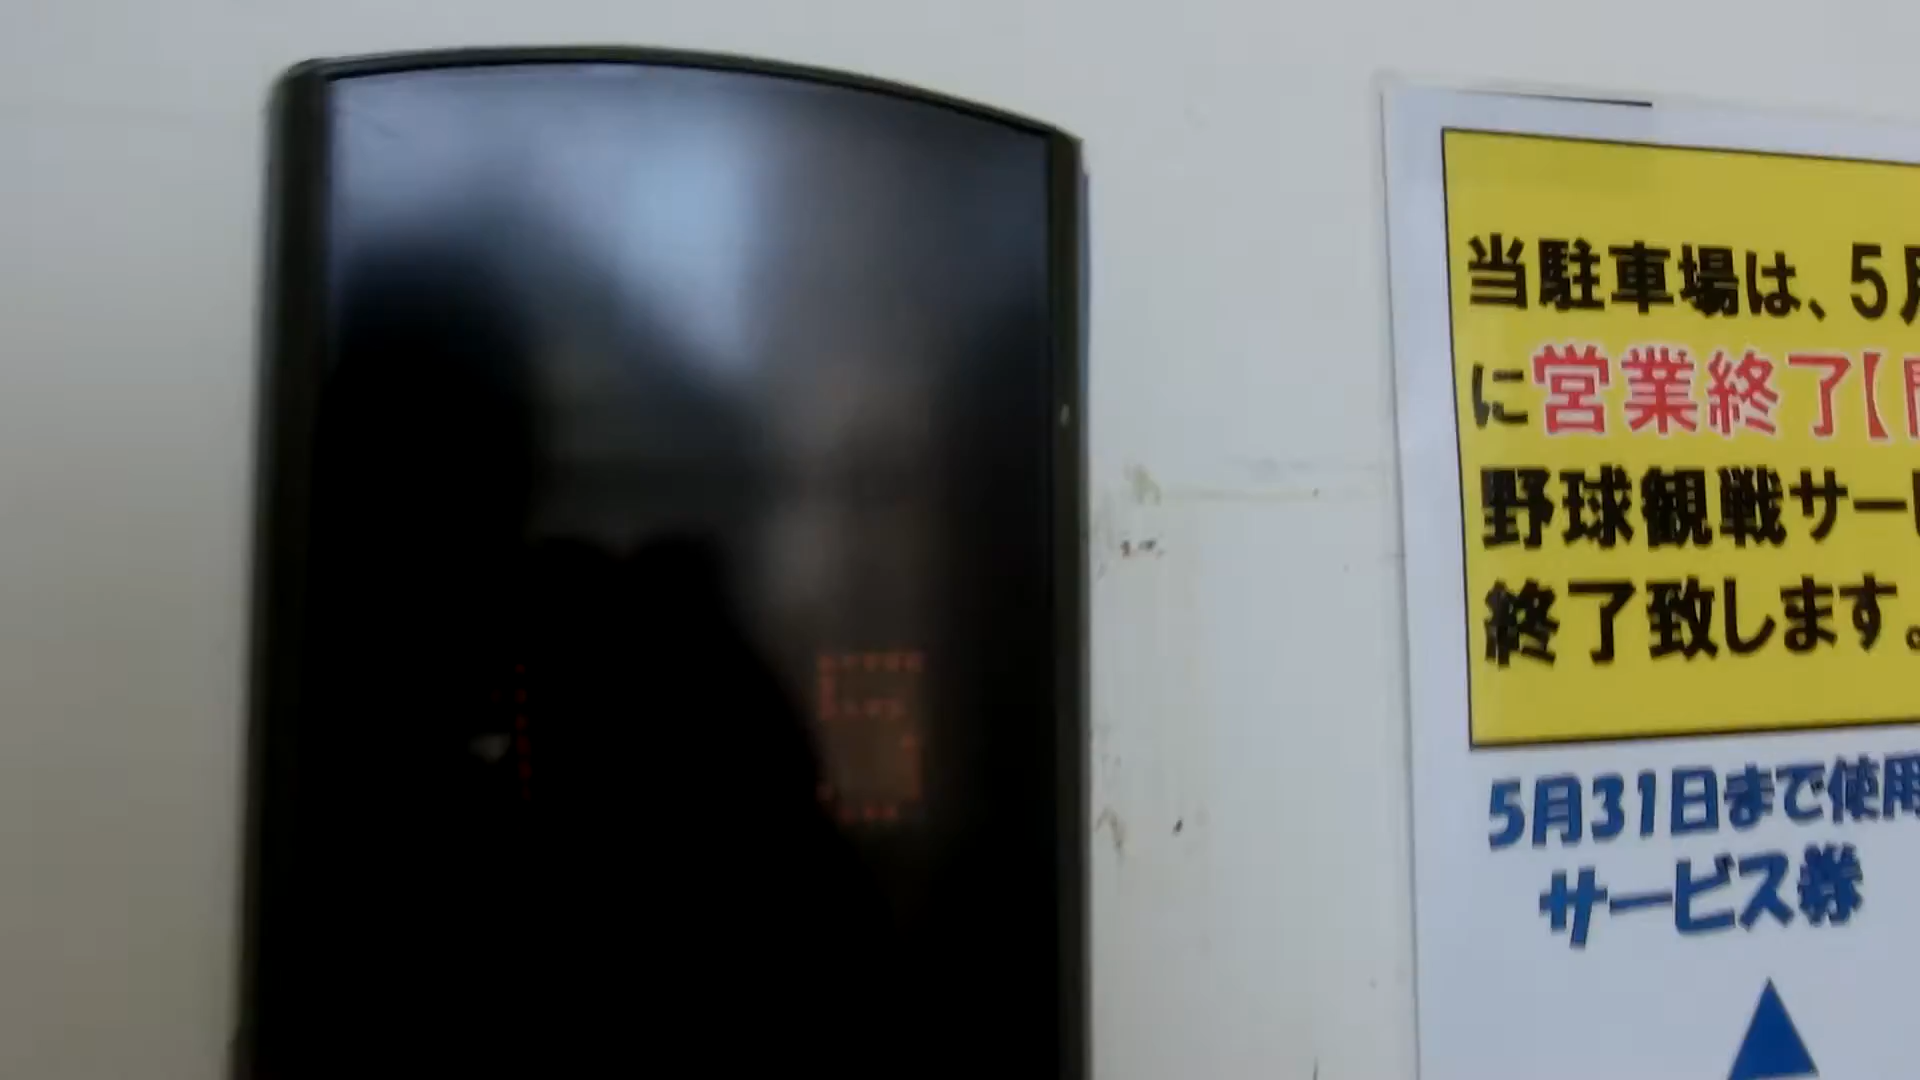 当駐車場は、5月
に営業終了【
野球観戦サー
終了致します。
5月31日まで使用
サービス券